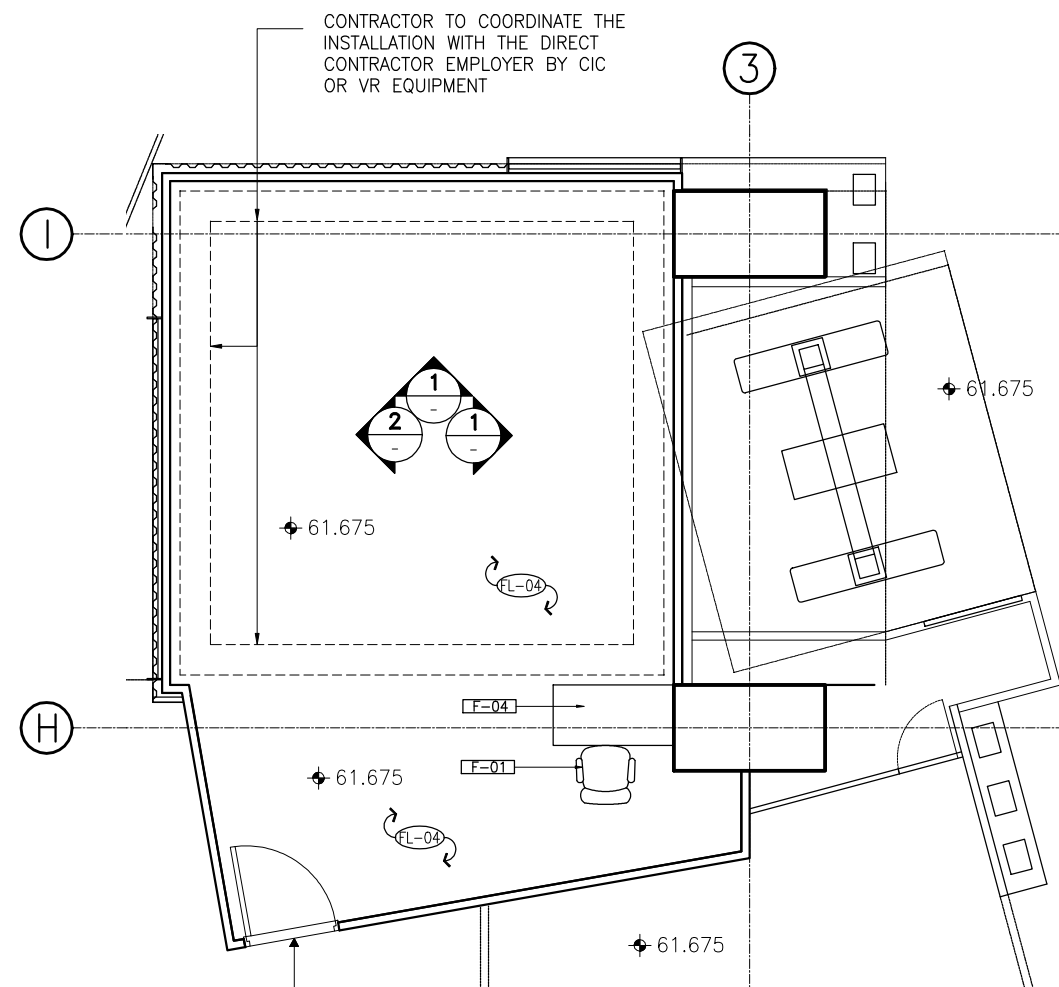 CONTRACTOR TO COORDINATE THE
INSTALLATION WITH THE DIRECT
CONTRACTOR EMPLOYER BY CIC
OR VR EQUIPMENT
3
I
1
-
2
-
1
-
61.675
61.675
FL-04
F-04
H
F-01
61.675
FL-04
61.675